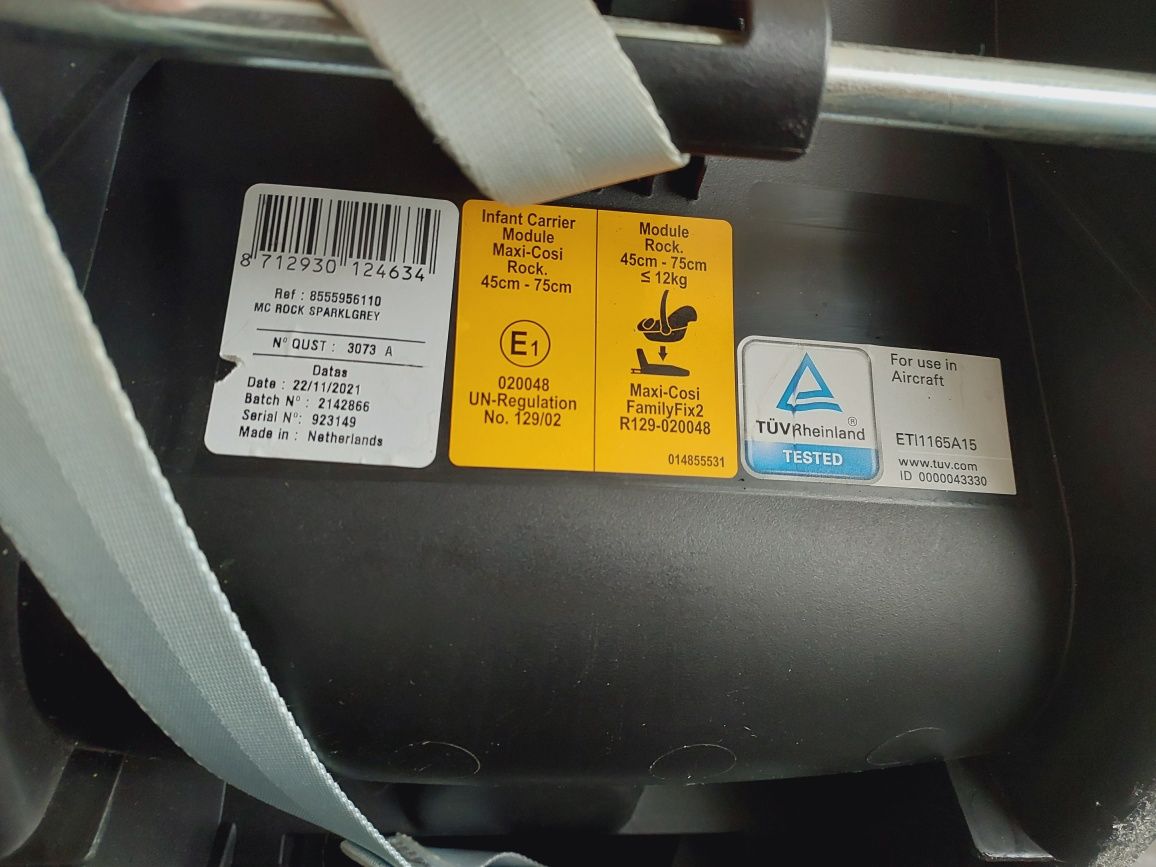 8 712930 124634
Ref : 8555956110
MC ROCK SPARKLGREY
N° QUST : 3073 A
Datas
Date : 22/11/2021
Batch N° : 2142866
Serial N° : 923149
Made in : Netherlands
Infant Carrier
Module
Maxi-Cosi
Rock.
45cm - 75cm
E1
020048
UN-Regulation
No. 129/02
Module
Rock.
45cm - 75cm
≤ 12kg
Maxi-Cosi
FamilyFix2
R129-020048
014855531
TÜVRheinland®
TESTED
For use in
Aircraft
ETI1165A15
www.tuv.com
ID 0000043330